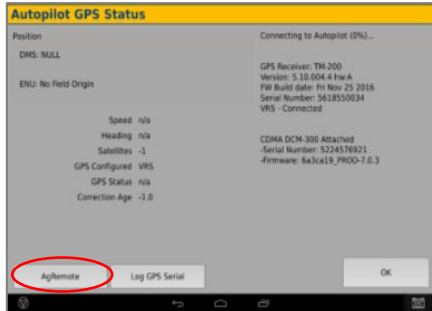 Autopilot GPS Status
Position
DMS: NULL
ENU: No Field Origin
Speed n/a
Heading n/a
Satellites -1
GPS Configured VRS
GPS Status n/a
Correction Age -1.0
Connecting to Autopilot (0%)...
GPS Receiver: TM-200
Version: 5.10.004.4 hw:A
FW Build date: Fri Nov 25 2016
Serial Number: 5618550034
VRS - Connected
CDMA DCM-300 Attached
-Serial Number: 5224576921
-Firmware: 6a3ca19_PROD-7.0.3
AgRemote
Log GPS Serial
OK